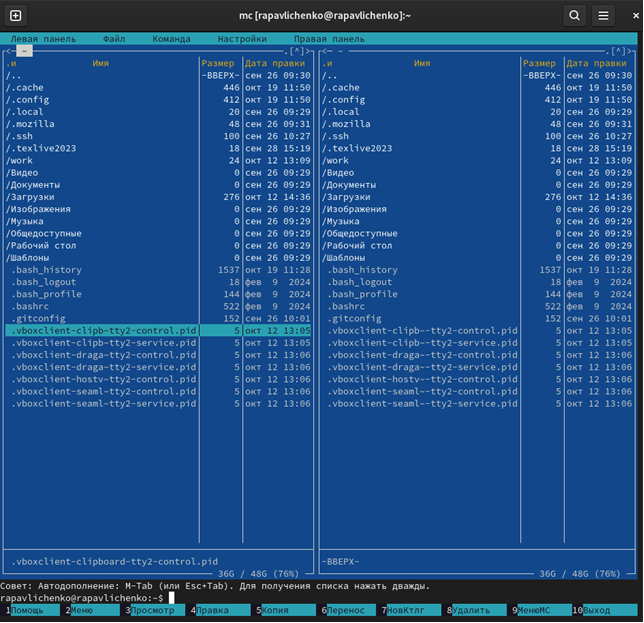 mc [rapavlichenko@rapavlichenko]:~
Левая панель Файл Команда Настройки Правая панель
<— ~ .[^]> <— ~ .[^]>
.и Имя Размер Дата правки .и Имя Размер Дата правки
/.. -ВВЕРХ- сен 26 09:30 /.. -ВВЕРХ- сен 26 09:30
/.cache 446 окт 19 11:50 /.cache 446 окт 19 11:50
/.config 412 окт 19 11:50 /.config 412 окт 19 11:50
/.local 20 сен 26 09:29 /.local 20 сен 26 09:29
/.mozilla 48 сен 26 09:31 /.mozilla 48 сен 26 09:31
/.ssh 100 сен 26 10:27 /.ssh 100 сен 26 10:27
/.texlive2023 18 сен 28 15:19 /.texlive2023 18 сен 28 15:19
/work 24 окт 12 13:09 /work 24 окт 12 13:09
/Видео 0 сен 26 09:29 /Видео 0 сен 26 09:29
/Документы 0 сен 26 09:29 /Документы 0 сен 26 09:29
/Загрузки 276 окт 12 14:36 /Загрузки 276 окт 12 14:36
/Изображения 0 сен 26 09:29 /Изображения 0 сен 26 09:29
/Музыка 0 сен 26 09:29 /Музыка 0 сен 26 09:29
/Общедоступные 0 сен 26 09:29 /Общедоступные 0 сен 26 09:29
/Рабочий стол 0 сен 26 09:29 /Рабочий стол 0 сен 26 09:29
/Шаблоны 0 сен 26 09:29 /Шаблоны 0 сен 26 09:29
.bash_history 1537 окт 19 11:28 .bash_history 1537 окт 19 11:28
.bash_logout 18 фев 9 2024 .bash_logout 18 фев 9 2024
.bash_profile 144 фев 9 2024 .bash_profile 144 фев 9 2024
.bashrc 522 фев 9 2024 .bashrc 522 фев 9 2024
.gitconfig 152 сен 26 10:01 .gitconfig 152 сен 26 10:01
.vboxclient-clipb~tty2-control.pid 5 окт 12 13:05 .vboxclient-clipb~-tty2-control.pid 5 окт 12 13:05
.vboxclient-clipb~tty2-service.pid 5 окт 12 13:05 .vboxclient-clipb~-tty2-service.pid 5 окт 12 13:05
.vboxclient-draga~tty2-control.pid 5 окт 12 13:06 .vboxclient-draga~-tty2-control.pid 5 окт 12 13:06
.vboxclient-draga~tty2-service.pid 5 окт 12 13:06 .vboxclient-draga~-tty2-service.pid 5 окт 12 13:06
.vboxclient-hostv~tty2-control.pid 5 окт 12 13:06 .vboxclient-hostv~-tty2-control.pid 5 окт 12 13:06
.vboxclient-seaml~tty2-control.pid 5 окт 12 13:06 .vboxclient-seaml~-tty2-control.pid 5 окт 12 13:06
.vboxclient-seaml~tty2-service.pid 5 окт 12 13:06 .vboxclient-seaml~-tty2-service.pid 5 окт 12 13:06
.vboxclient-clipboard-tty2-control.pid -ВВЕРХ-
36G / 48G (76%) 36G / 48G (76%)
Совет: Автодополнение: M-Tab (или Esc+Tab). Для получения списка нажать дважды.
rapavlichenko@rapavlichenko:~$
1Помощь 2Меню 3Просмотр 4Правка 5Копия 6Перенос 7НовКтлг 8Удалить 9МенюMC 10Выход